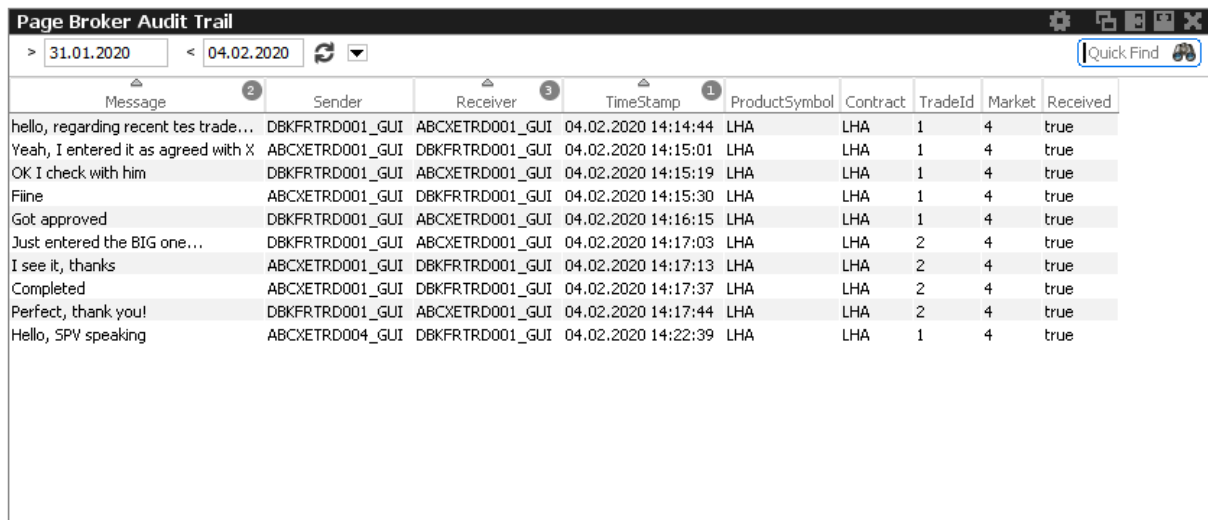 Page Broker Audit Trail
> 31.01.2020 < 04.02.2020 Quick Find
Message 2 Sender Receiver 3 TimeStamp 1 ProductSymbol Contract TradeId Market Received
hello, regarding recent tes trade... DBKFRTRD001_GUI ABCXETRD001_GUI 04.02.2020 14:14:44 LHA LHA 1 4 true
Yeah, I entered it as agreed with X ABCXETRD001_GUI DBKFRTRD001_GUI 04.02.2020 14:15:01 LHA LHA 1 4 true
OK I check with him DBKFRTRD001_GUI ABCXETRD001_GUI 04.02.2020 14:15:19 LHA LHA 1 4 true
Fiine ABCXETRD001_GUI DBKFRTRD001_GUI 04.02.2020 14:15:30 LHA LHA 1 4 true
Got approved DBKFRTRD001_GUI ABCXETRD001_GUI 04.02.2020 14:16:15 LHA LHA 1 4 true
Just entered the BIG one... DBKFRTRD001_GUI ABCXETRD001_GUI 04.02.2020 14:17:03 LHA LHA 2 4 true
I see it, thanks ABCXETRD001_GUI DBKFRTRD001_GUI 04.02.2020 14:17:13 LHA LHA 2 4 true
Completed ABCXETRD001_GUI DBKFRTRD001_GUI 04.02.2020 14:17:37 LHA LHA 2 4 true
Perfect, thank you! DBKFRTRD001_GUI ABCXETRD001_GUI 04.02.2020 14:17:44 LHA LHA 2 4 true
Hello, SPV speaking ABCXETRD004_GUI DBKFRTRD001_GUI 04.02.2020 14:22:39 LHA LHA 1 4 true